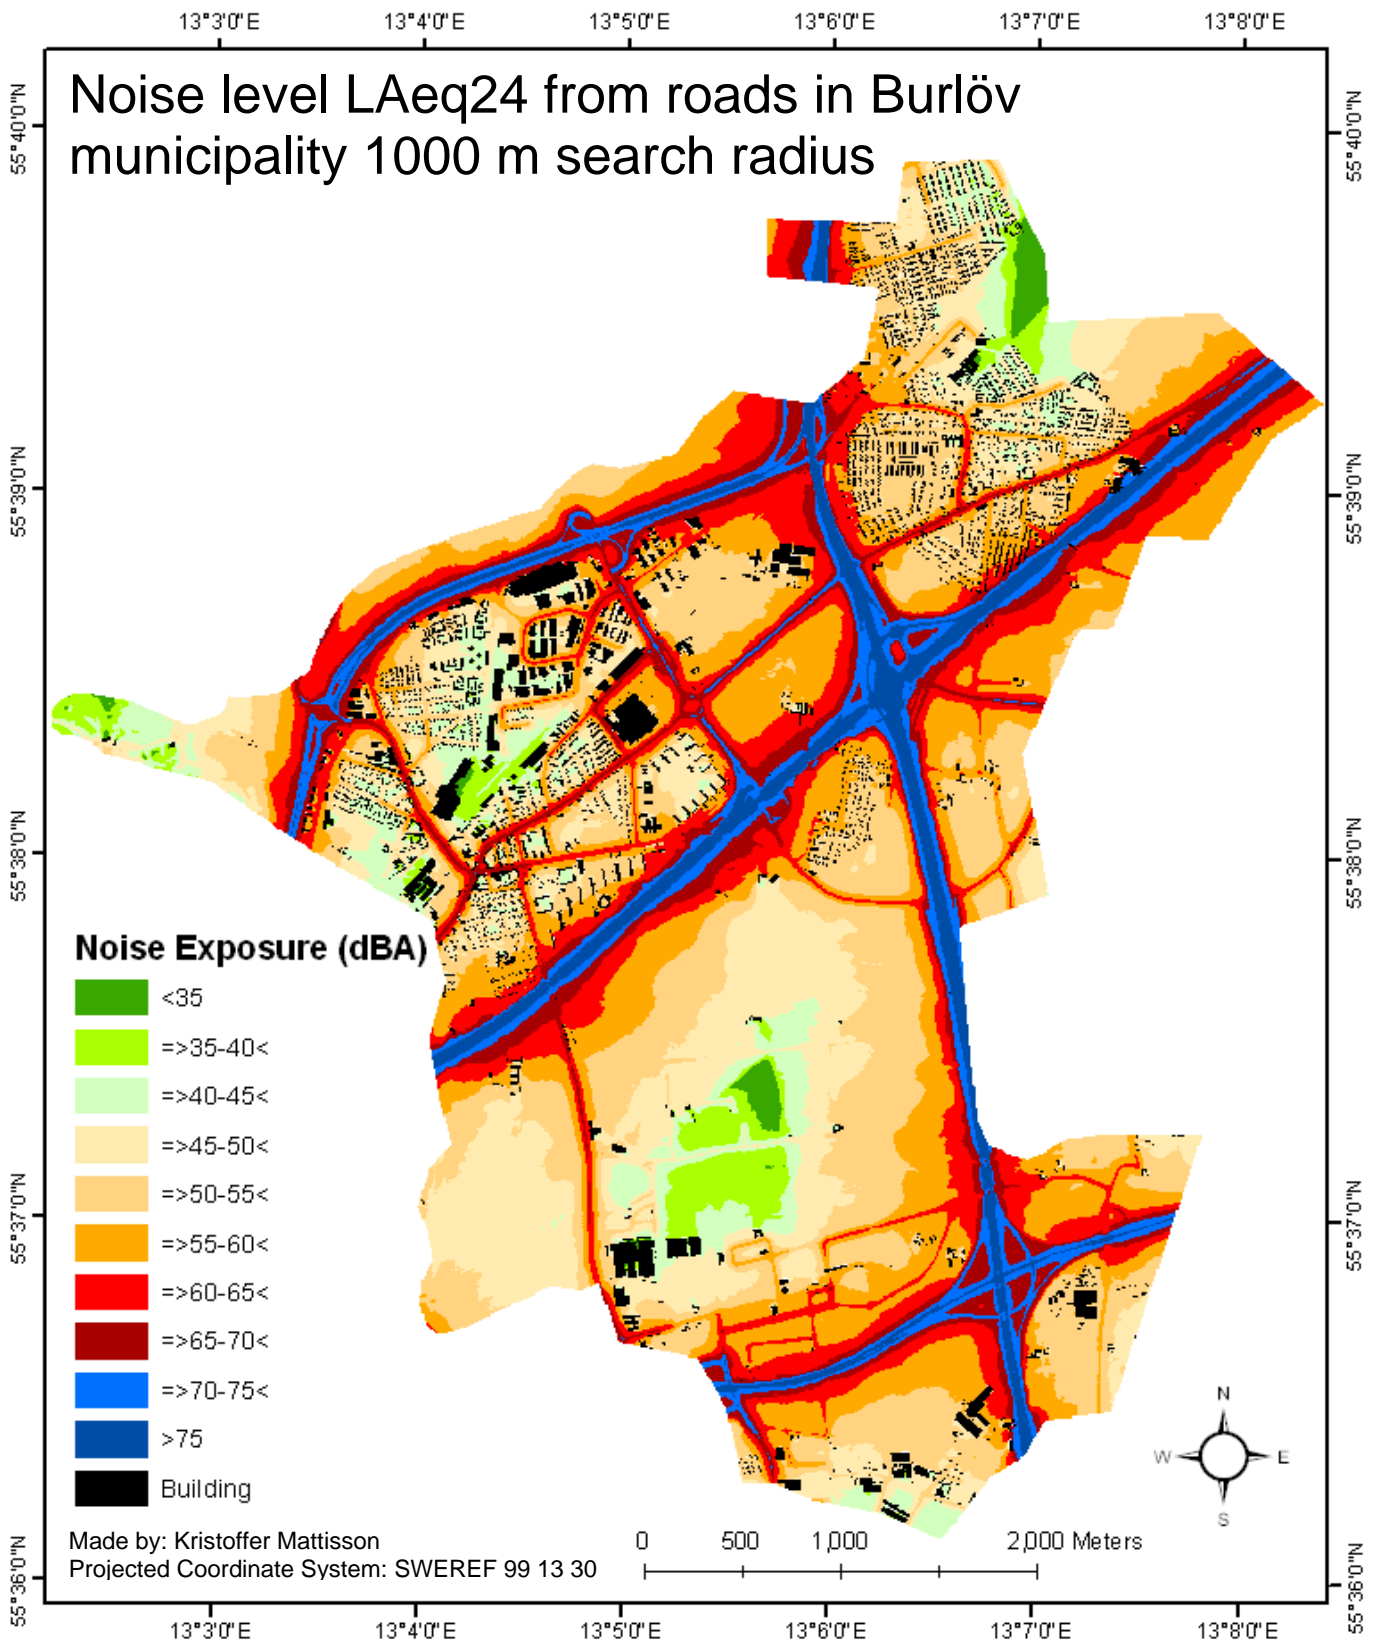 13°3'0"E 13°4'0"E 13°5'0"E 13°6'0"E 13°7'0"E 13°8'0"E
Noise level LAeq24 from roads in Burlöv
municipality 1000 m search radius
55°40'0"N 55°40'0"N
55°39'0"N 55°39'0"N
55°38'0"N 55°38'0"N
55°37'0"N 55°37'0"N
55°36'0"N 55°36'0"N
Noise Exposure (dBA)
<35
=>35-40<
=>40-45<
=>45-50<
=>50-55<
=>55-60<
=>60-65<
=>65-70<
=>70-75<
>75
Building
N
W E
S
Made by: Kristoffer Mattisson
Projected Coordinate System: SWEREF 99 13 30
0 500 1,000 2,000 Meters
13°3'0"E 13°4'0"E 13°5'0"E 13°6'0"E 13°7'0"E 13°8'0"E